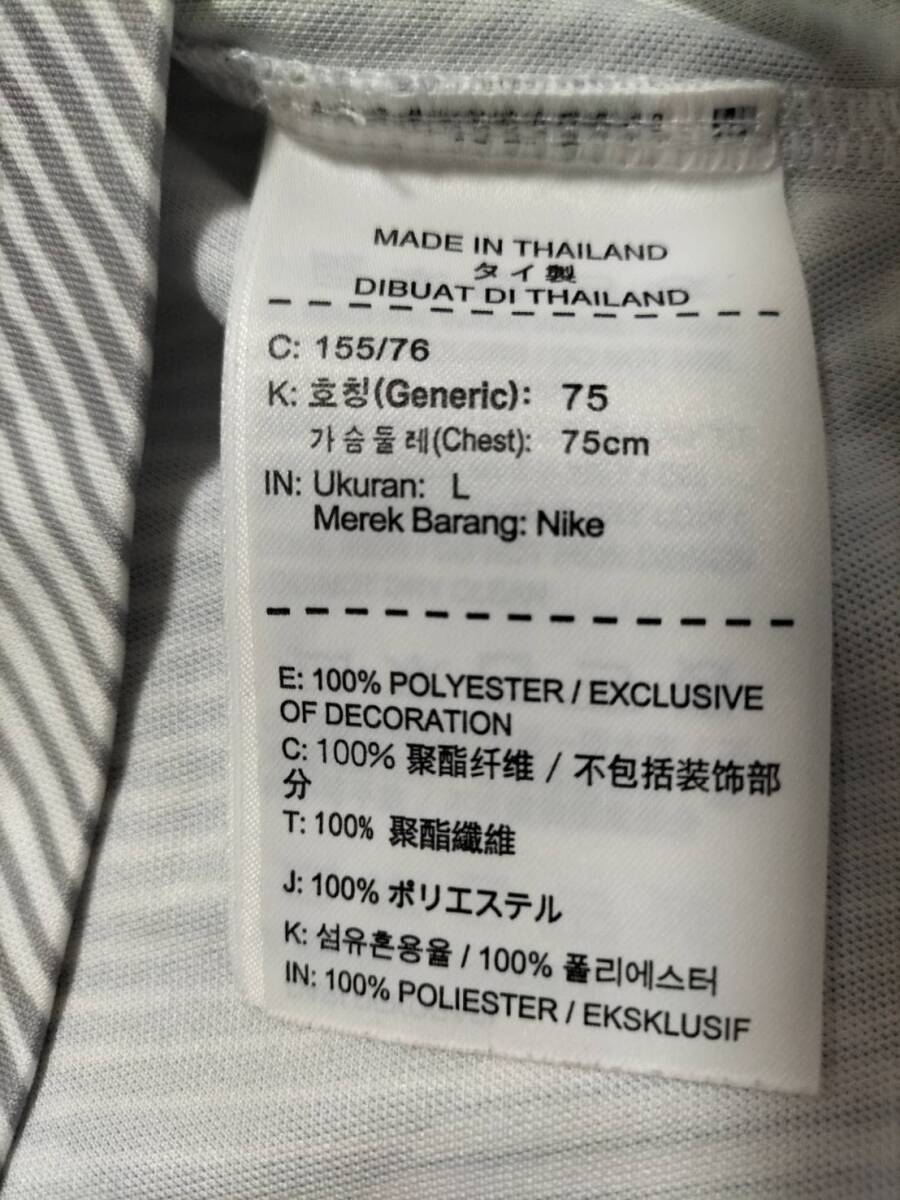 MADE IN THAILAND
タイ製
DIBUAT DI THAILAND
C: 155/76
K: 호칭(Generic): 75
가슴둘레(Chest): 75cm
IN: Ukuran: L
Merek Barang: Nike
E: 100% POLYESTER / EXCLUSIVE
OF DECORATION
C: 100% 聚酯纤维 / 不包括装饰部
分
T: 100% 聚酯纖維
J: 100% ポリエステル
K: 섬유혼용율 / 100% 폴리에스터
IN: 100% POLIESTER / EKSKLUSIF